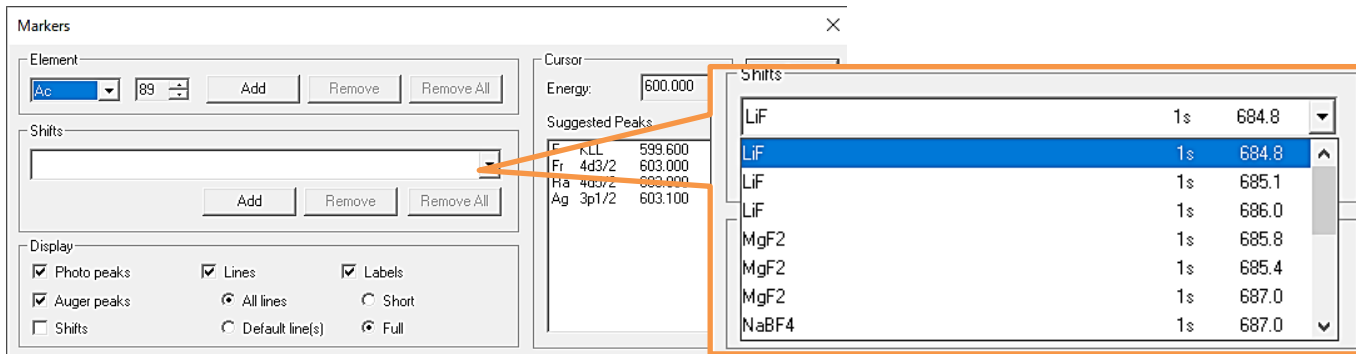 Markers
Element
Ac 89 Add Remove Remove All
Shifts
Add Remove Remove All
Display
Photo peaks Lines Labels
Auger peaks All lines Short
Shifts Default line(s) Full
Cursor
Energy: 600.000
Suggested Peaks
F KLL 599.600
Fr 4d3/2 603.000
Ra 4d5/2 603.000
Ag 3p1/2 603.100
Shifts
LiF 1s 684.8
LiF 1s 684.8
LiF 1s 685.1
LiF 1s 686.0
MgF2 1s 685.8
MgF2 1s 685.4
MgF2 1s 687.0
NaBF4 1s 687.0